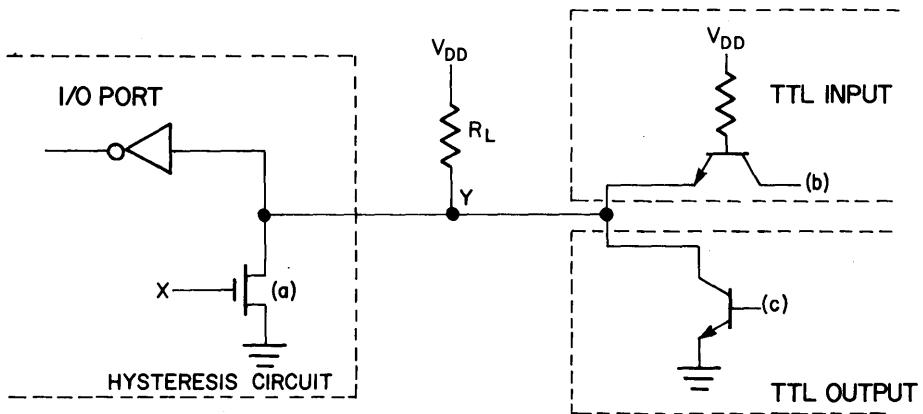 V_DD
V_DD
I/O PORT
TTL INPUT
R_L
(b)
Y
X
(a)
(c)
HYSTERESIS CIRCUIT
TTL OUTPUT